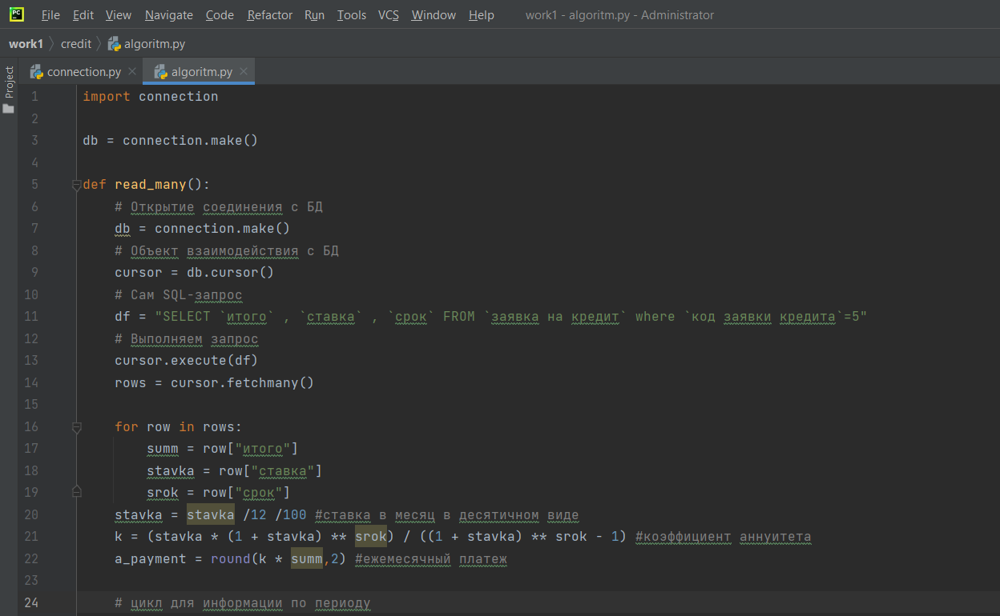 PC File Edit View Navigate Code Refactor Run Tools VCS Window Help work1 - algoritm.py - Administrator
work1 credit algoritm.py
Project
connection.py algoritm.py
1 import connection
2
3 db = connection.make()
4
5 def read_many():
6 # Открытие соединения с БД
7 db = connection.make()
8 # Объект взаимодействия с БД
9 cursor = db.cursor()
10 # Сам SQL-запрос
11 df = "SELECT `итого` , `ставка` , `срок` FROM `заявка на кредит` where `код заявки кредита`=5"
12 # Выполняем запрос
13 cursor.execute(df)
14 rows = cursor.fetchmany()
15
16 for row in rows:
17 summ = row["итого"]
18 stavka = row["ставка"]
19 srok = row["срок"]
20 stavka = stavka /12 /100 #ставка в месяц в десятичном виде
21 k = (stavka * (1 + stavka) ** srok) / ((1 + stavka) ** srok - 1) #коэффициент аннуитета
22 a_payment = round(k * summ,2) #ежемесячный платеж
23
24 # цикл для информации по периоду